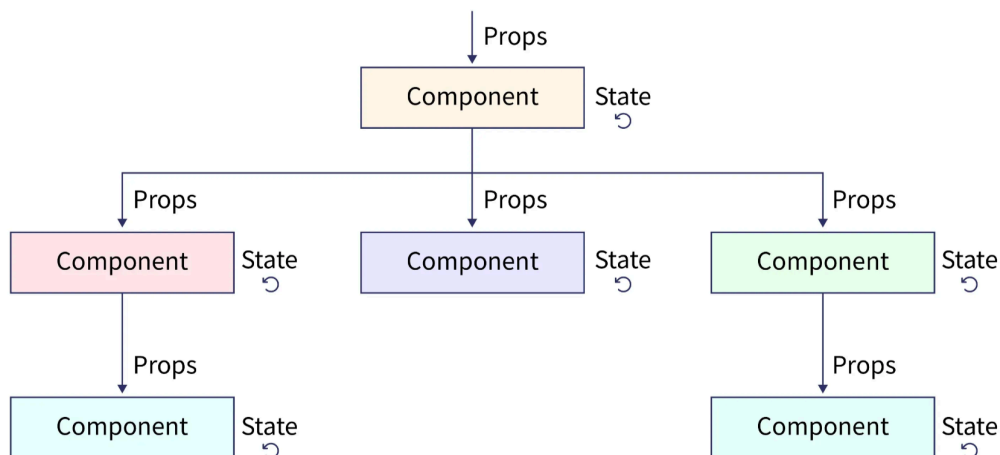 Props
Component State
Props Props Props
Component State Component State Component State
Props Props
Component State Component State